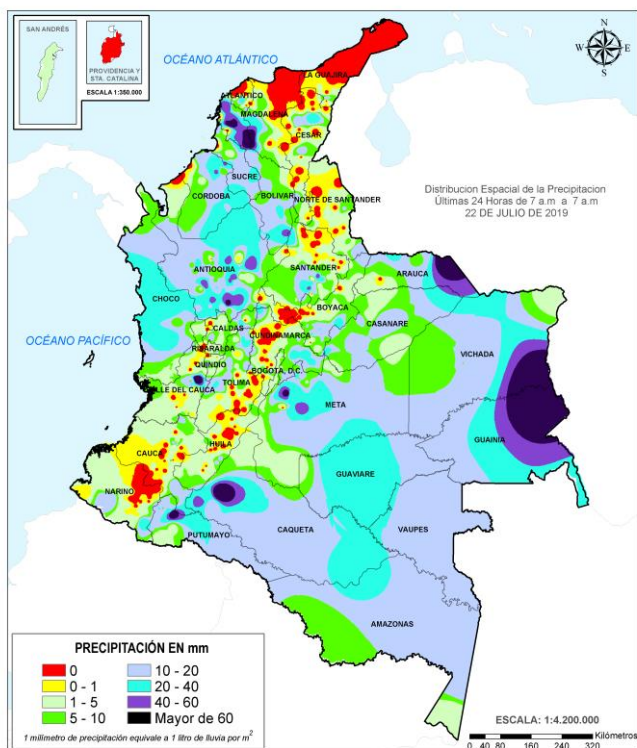 SAN ANDRÉS
PROVIDENCIA Y
STA. CATALINA
ESCALA 1:350.000
OCÉANO ATLÁNTICO
N
W
E
S
LA GUAJIRA
ATLÁNTICO
MAGDALENA
CESAR
SUCRE
CORDOBA
BOLIVAR
NORTE DE SANTANDER
Distribucion Espacial de la Precipitacion
Últimas 24 Horas de 7 a.m a 7 a.m
22 DE JULIO DE 2019
ANTIOQUIA
SANTANDER
ARAUCA
CHOCO
BOYACA
CASANARE
OCÉANO PACÍFICO
CALDAS
CUNDINAMARCA
RISARALDA
VICHADA
QUINDIO
BOGOTA, D.C.
TOLIMA
VALLE DEL CAUCA
META
HUILA
GUAINIA
CAUCA
GUAVIARE
NARIÑO
CAQUETA
VAUPES
PUTUMAYO
AMAZONAS
PRECIPITACIÓN EN mm
0
0 - 1
1 - 5
5 - 10
10 - 20
20 - 40
40 - 60
Mayor de 60
1 milimetro de precipitación equivale a 1 litro de lluvia por m²
ESCALA: 1:4.200.000
Kilómetros
0 40 80 160 240 320